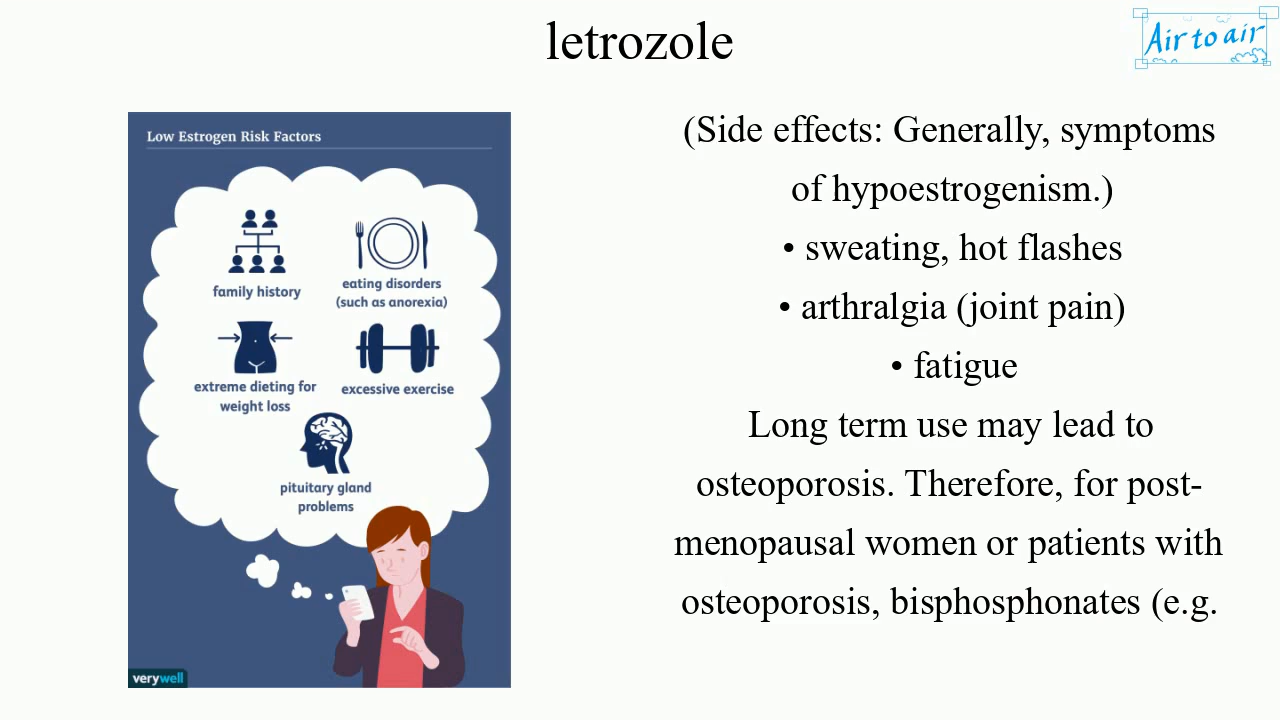 letrozole
Air to air
Low Estrogen Risk Factors
family history
eating disorders
(such as anorexia)
extreme dieting for
weight loss
excessive exercise
pituitary gland
problems
verywell
(Side effects: Generally, symptoms
of hypoestrogenism.)
• sweating, hot flashes
• arthralgia (joint pain)
• fatigue
Long term use may lead to
osteoporosis. Therefore, for post-
menopausal women or patients with
osteoporosis, bisphosphonates (e.g.